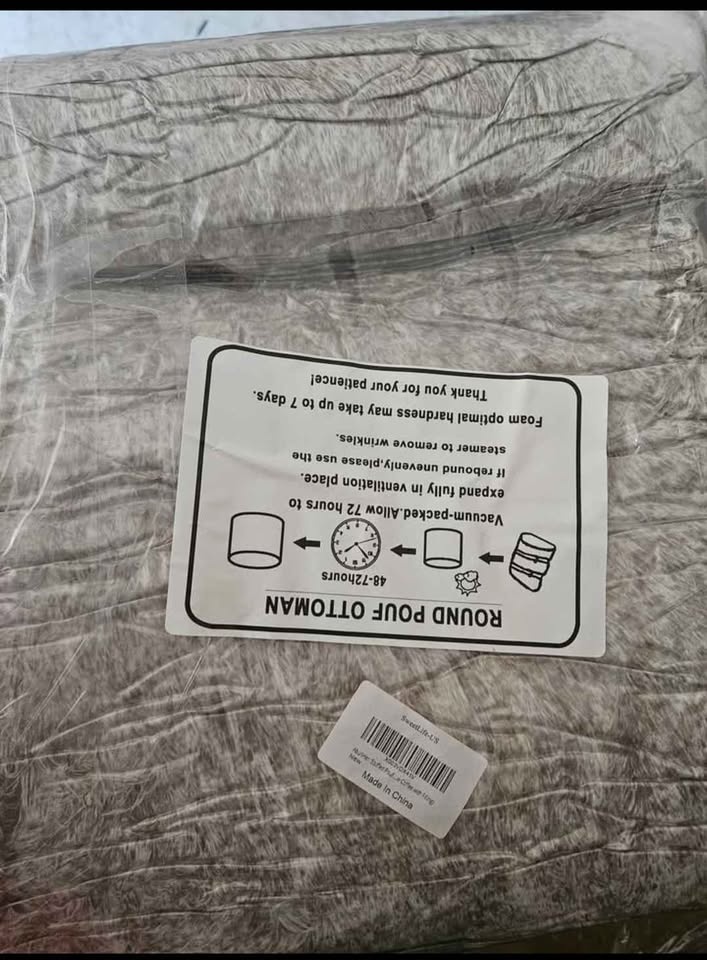 ROUND POUF OTTOMAN
48-72hours
Vacuum-packed.Allow 72 hours to
expand fully in ventilation place.
If rebound unevenly,please,use the
steamer to remove wrinkles.
Foam optimal hardness may take up to 7 days.
Thank you for your patience!
SweetLife-US
New
Made In China